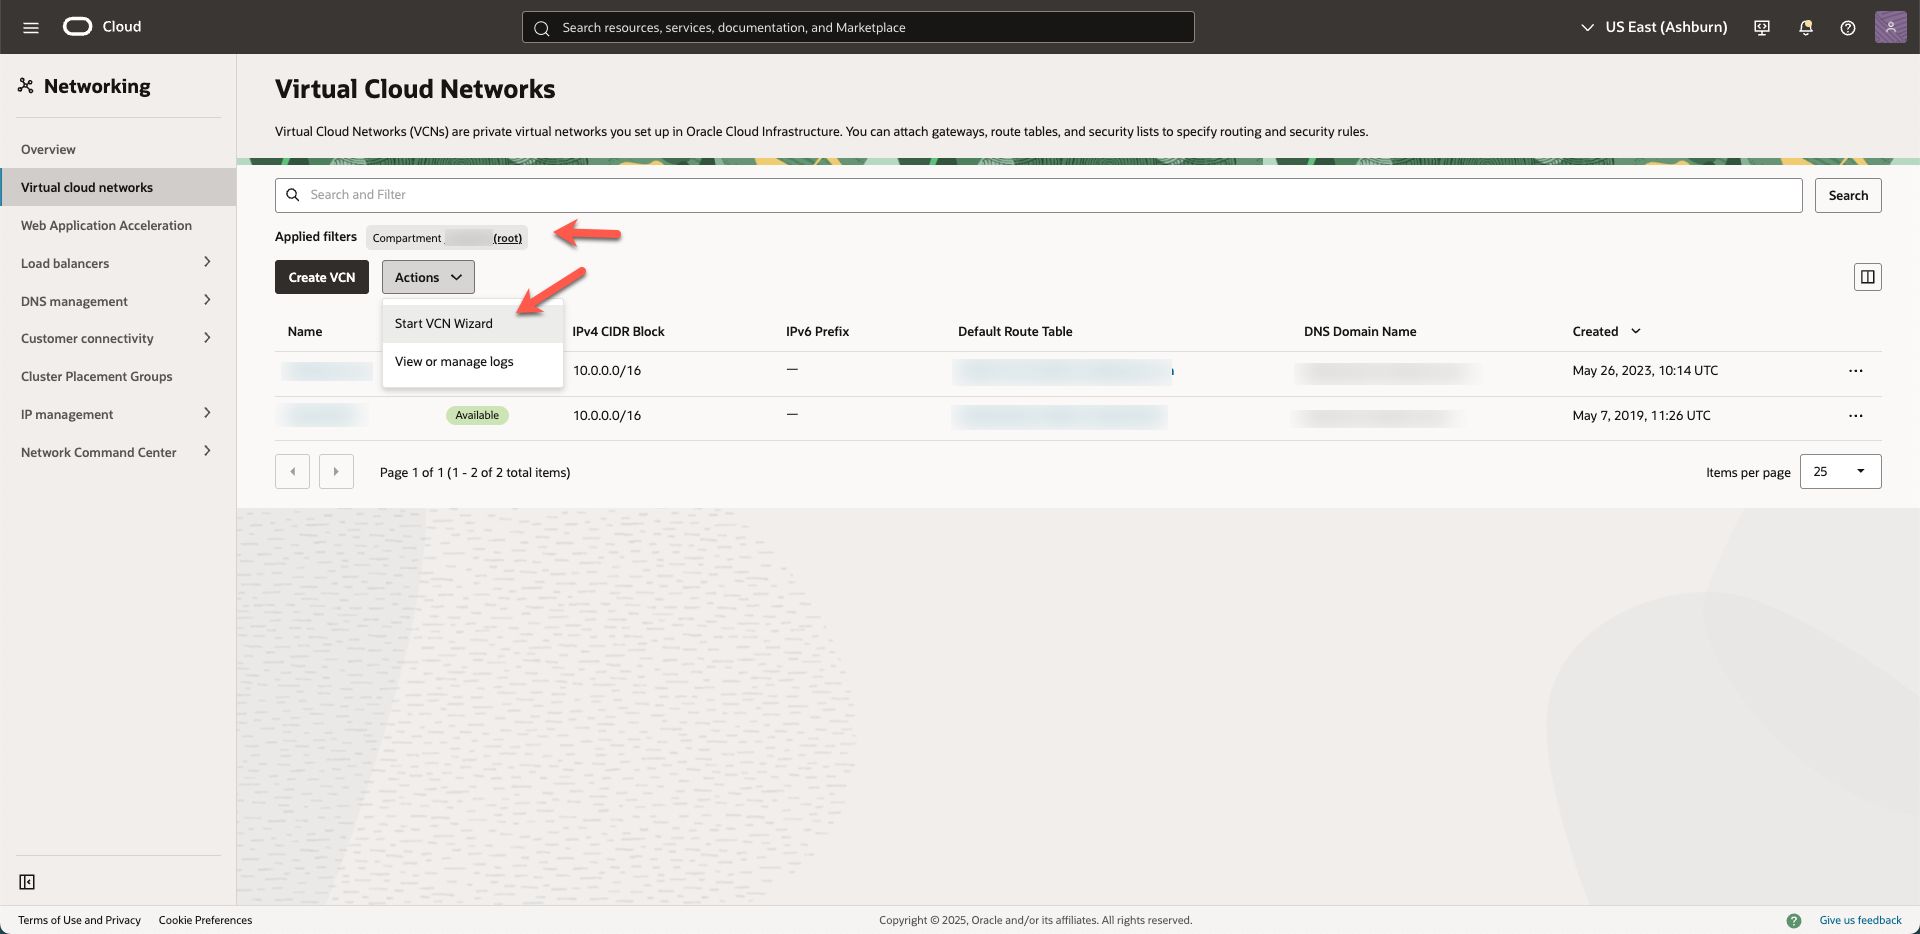 Cloud
Search resources, services, documentation, and Marketplace
US East (Ashburn)
Networking
Overview
Virtual cloud networks
Web Application Acceleration
Load balancers
DNS management
Customer connectivity
Cluster Placement Groups
IP management
Network Command Center
Virtual Cloud Networks
Virtual Cloud Networks (VCNs) are private virtual networks you set up in Oracle Cloud Infrastructure. You can attach gateways, route tables, and security lists to specify routing and security rules.
Search and Filter
Search
Applied filters Compartment (root)
Create VCN Actions
Start VCN Wizard
View or manage logs
Name IPv4 CIDR Block IPv6 Prefix Default Route Table DNS Domain Name Created
10.0.0.0/16 — May 26, 2023, 10:14 UTC ...
Available 10.0.0.0/16 — May 7, 2019, 11:26 UTC ...
Page 1 of 1 (1 - 2 of 2 total items) Items per page 25
Terms of Use and Privacy Cookie Preferences Copyright © 2025, Oracle and/or its affiliates. All rights reserved. ? Give us feedback